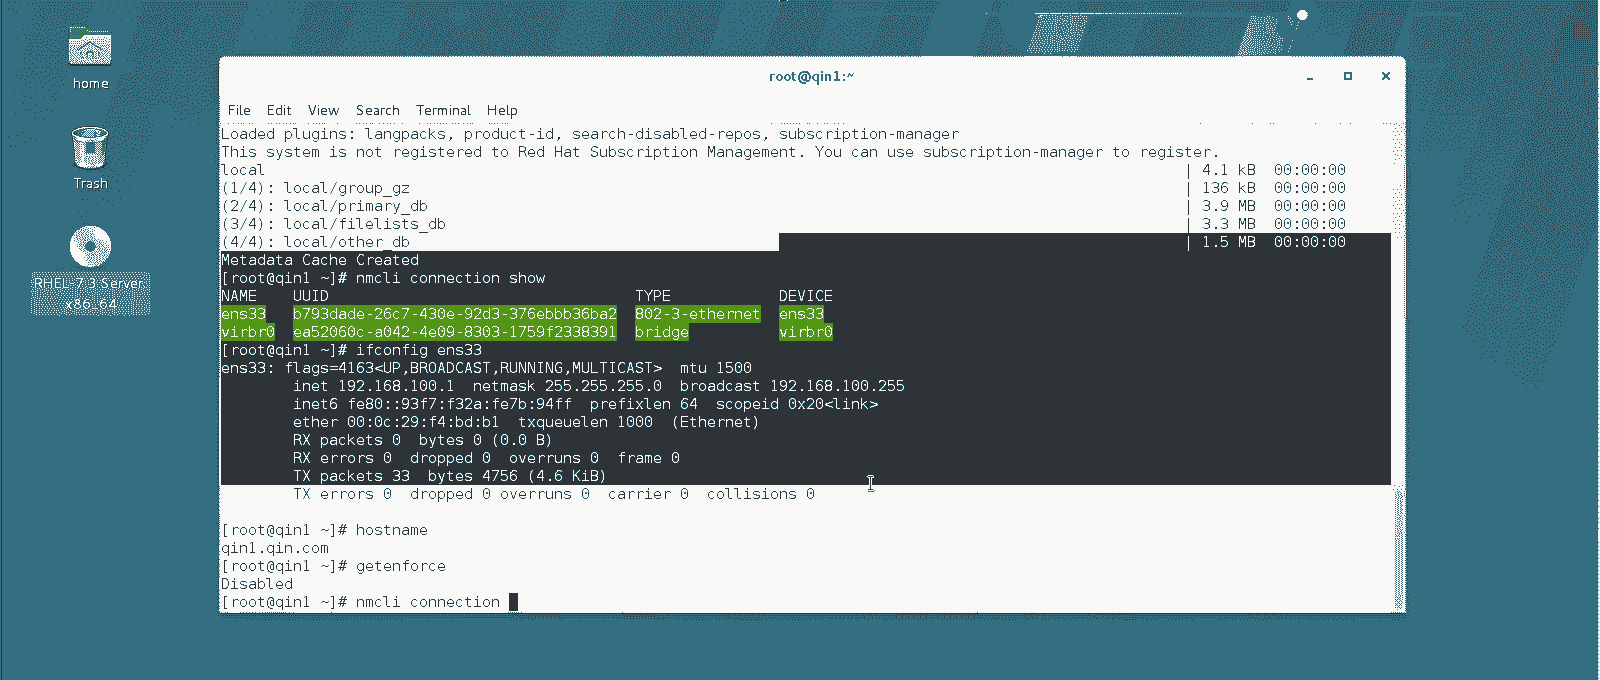 home
Trash
RHEL-7.3 Server.
x86_64
root@qin1:~
File Edit View Search Terminal Help
Loaded plugins: langpacks, product-id, search-disabled-repos, subscription-manager
This system is not registered to Red Hat Subscription Management. You can use subscription-manager to register.
local | 4.1 kB 00:00:00
(1/4): local/group_gz | 136 kB 00:00:00
(2/4): local/primary_db | 3.9 MB 00:00:00
(3/4): local/filelists_db | 3.3 MB 00:00:00
(4/4): local/other_db | 1.5 MB 00:00:00
Metadata Cache Created
[root@qin1 ~]# nmcli connection show
NAME UUID TYPE DEVICE
ens33 b793dade-26c7-430e-92d3-376ebbb36ba2 802-3-ethernet ens33
virbr0 ea52060c-a042-4e09-8303-1759f2338391 bridge virbr0
[root@qin1 ~]# ifconfig ens33
ens33: flags=4163<UP,BROADCAST,RUNNING,MULTICAST> mtu 1500
inet 192.168.100.1 netmask 255.255.255.0 broadcast 192.168.100.255
inet6 fe80::93f7:f32a:fe7b:94ff prefixlen 64 scopeid 0x20<link>
ether 00:0c:29:f4:bd:b1 txqueuelen 1000 (Ethernet)
RX packets 0 bytes 0 (0.0 B)
RX errors 0 dropped 0 overruns 0 frame 0
TX packets 33 bytes 4756 (4.6 KiB)
TX errors 0 dropped 0 overruns 0 carrier 0 collisions 0
[root@qin1 ~]# hostname
qin1.qin.com
[root@qin1 ~]# getenforce
Disabled
[root@qin1 ~]# nmcli connection